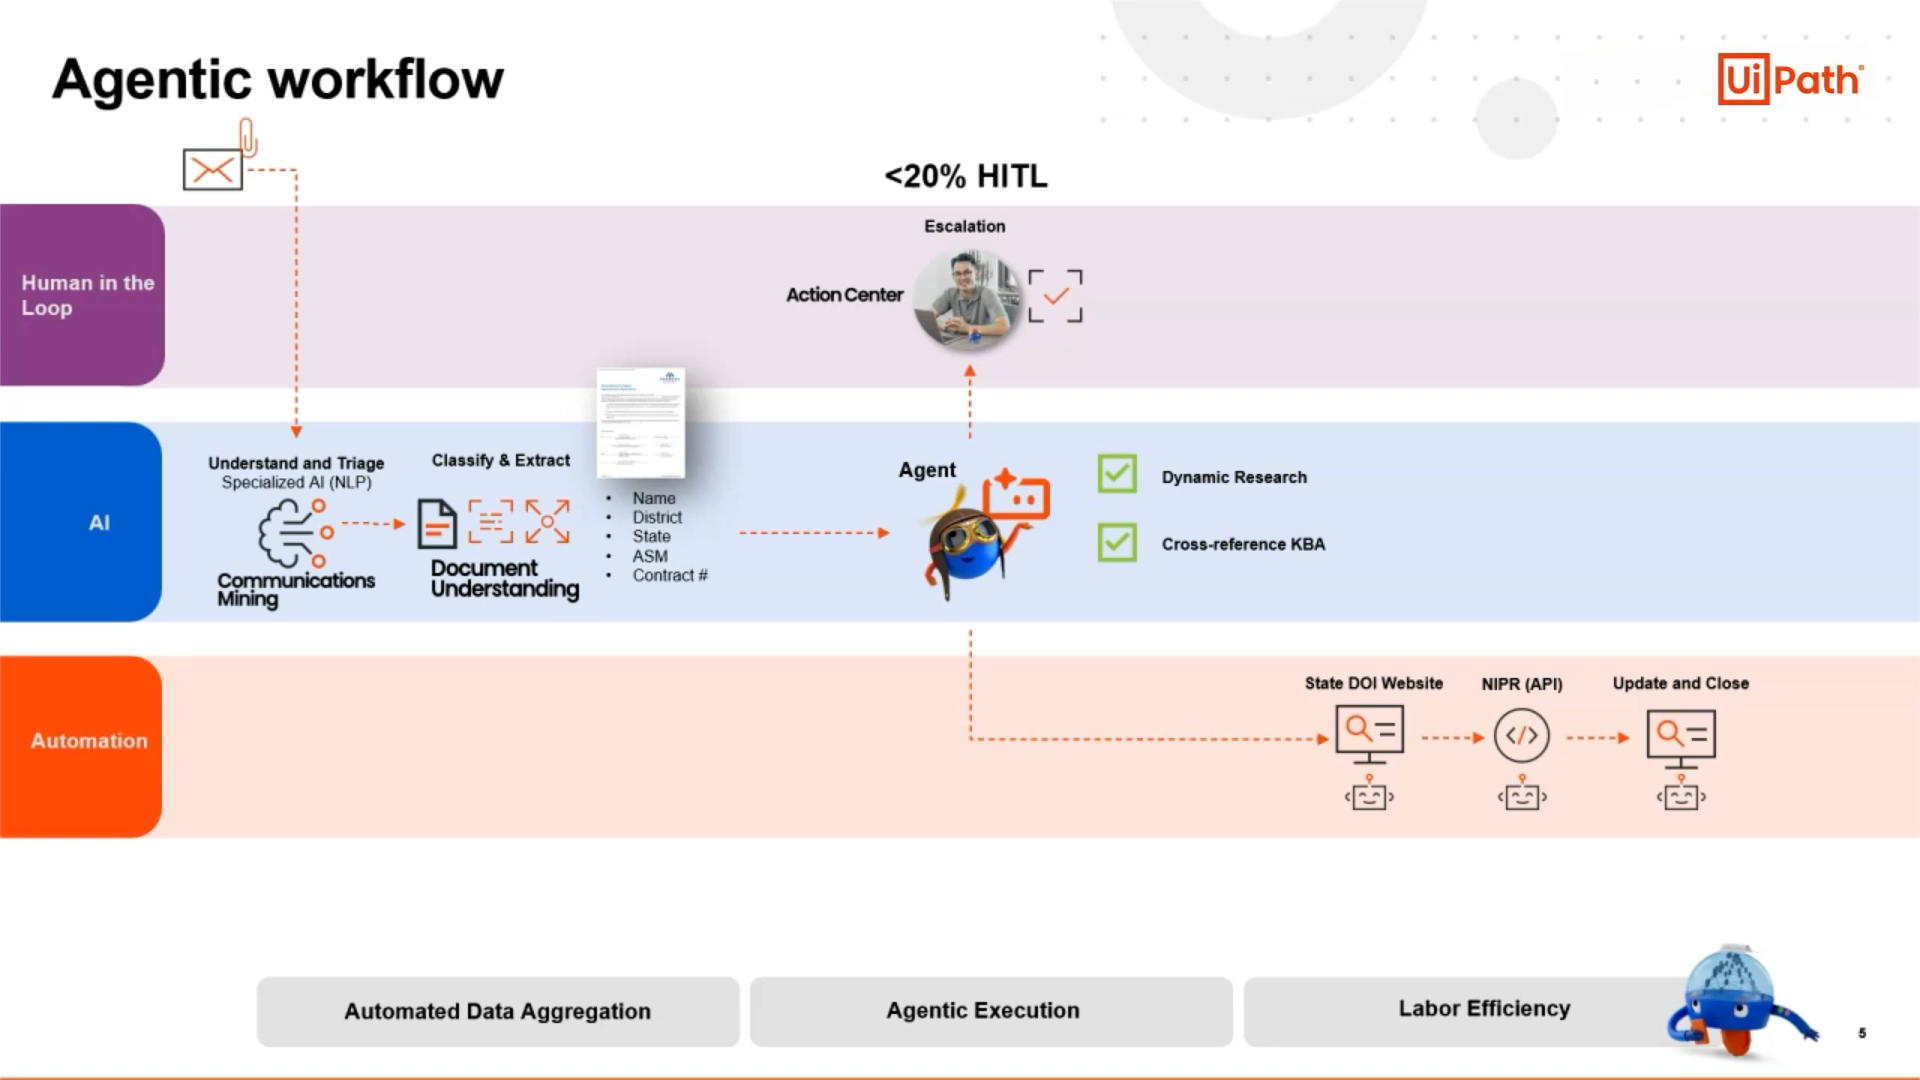 Agentic workflow
UiPath
<20% HITL
Escalation
Human in the
Loop
Action Center
Understand and Triage
Specialized AI (NLP)
Classify & Extract
Agent
Dynamic Research
AI
• Name
• District
• State
• ASM
• Contract #
Cross-reference KBA
Communications
Mining
Document
Understanding
State DOI Website
NIPR (API)
Update and Close
Automation
Automated Data Aggregation
Agentic Execution
Labor Efficiency
5